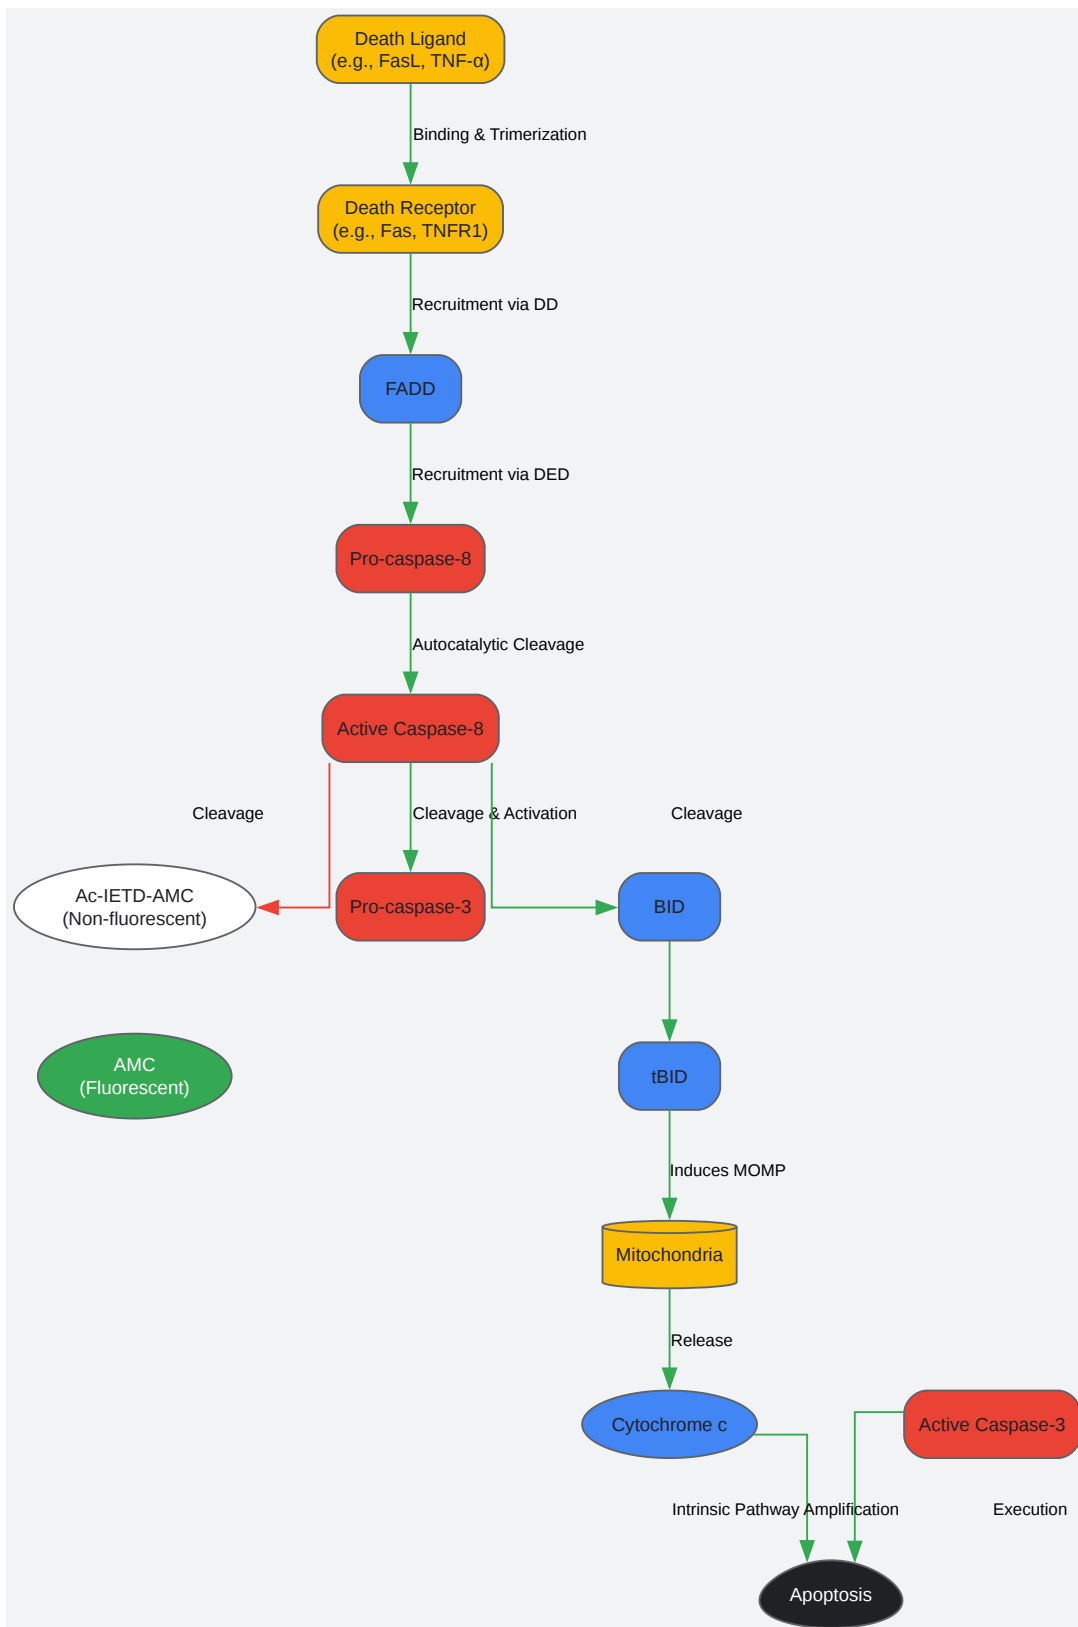 Death Ligand
(e.g., FasL, TNF-α)
Binding & Trimerization
Death Receptor
(e.g., Fas, TNFR1)
Recruitment via DD
FADD
Recruitment via DED
Pro-caspase-8
Autocatalytic Cleavage
Active Caspase-8
Cleavage
Cleavage & Activation
Cleavage
Ac-IETD-AMC
(Non-fluorescent)
Pro-caspase-3
BID
AMC
(Fluorescent)
tBID
Induces MOMP
Mitochondria
Release
Cytochrome c
Active Caspase-3
Intrinsic Pathway Amplification
Execution
Apoptosis